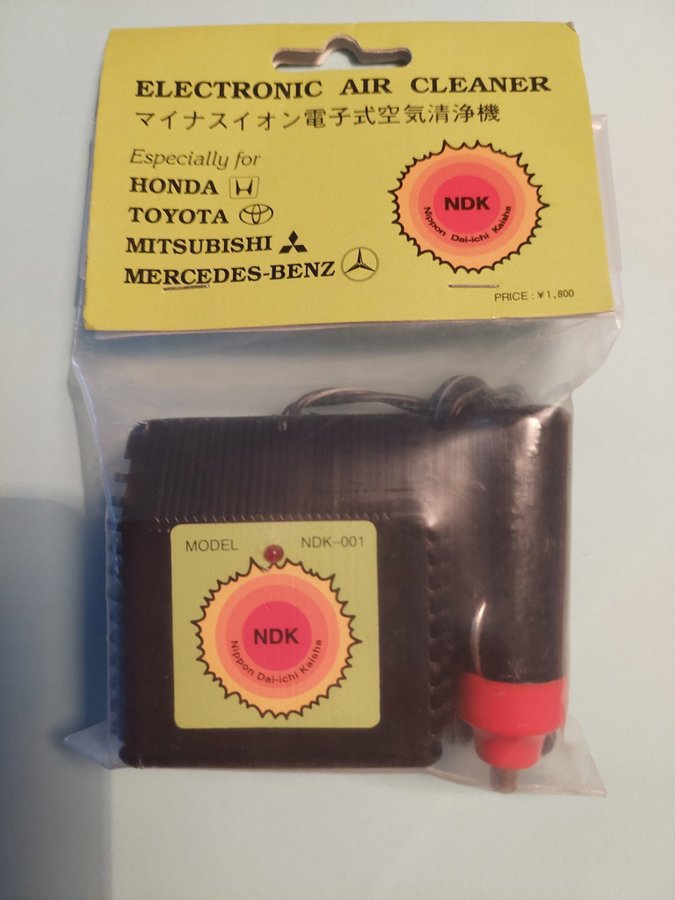 ELECTRONIC AIR CLEANER
マイナスイオン電子式空気清浄機
Especially for
HONDA
TOYOTA
MITSUBISHI
MERCEDES-BENZ
NDK
Nippon Dai-ichi Kaisha
PRICE : ¥1,800
MODEL NDK-001
NDK
Nippon Dai-ichi Kaisha